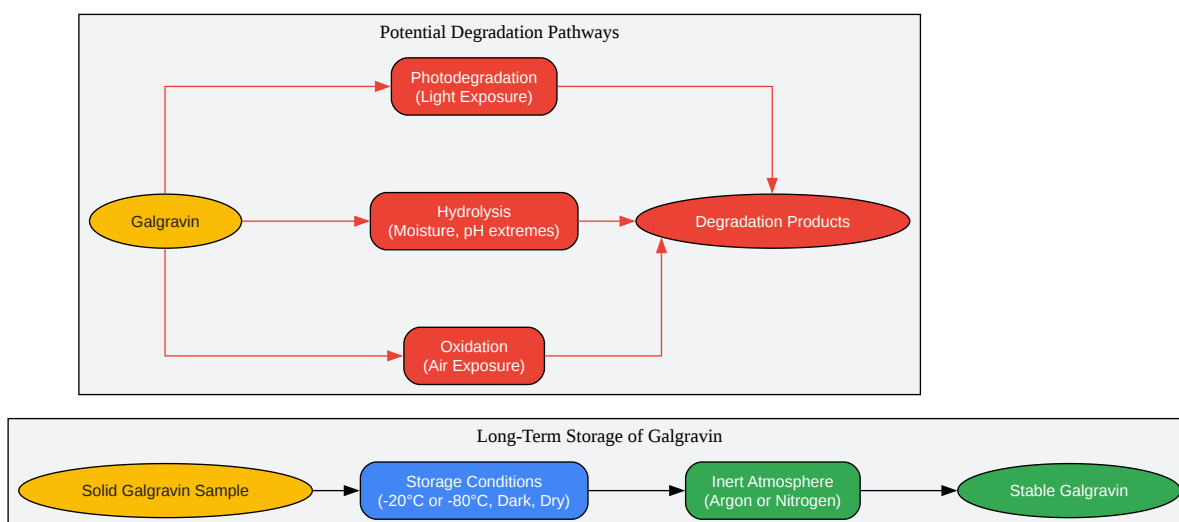 Potential Degradation Pathways
Photodegradation
(Light Exposure)
Galgravin
Hydrolysis
(Moisture, pH extremes)
Degradation Products
Oxidation
(Air Exposure)
Long-Term Storage of Galgravin
Solid Galgravin Sample
Storage Conditions
(-20°C or -80°C, Dark, Dry)
Inert Atmosphere
(Argon or Nitrogen)
Stable Galgravin